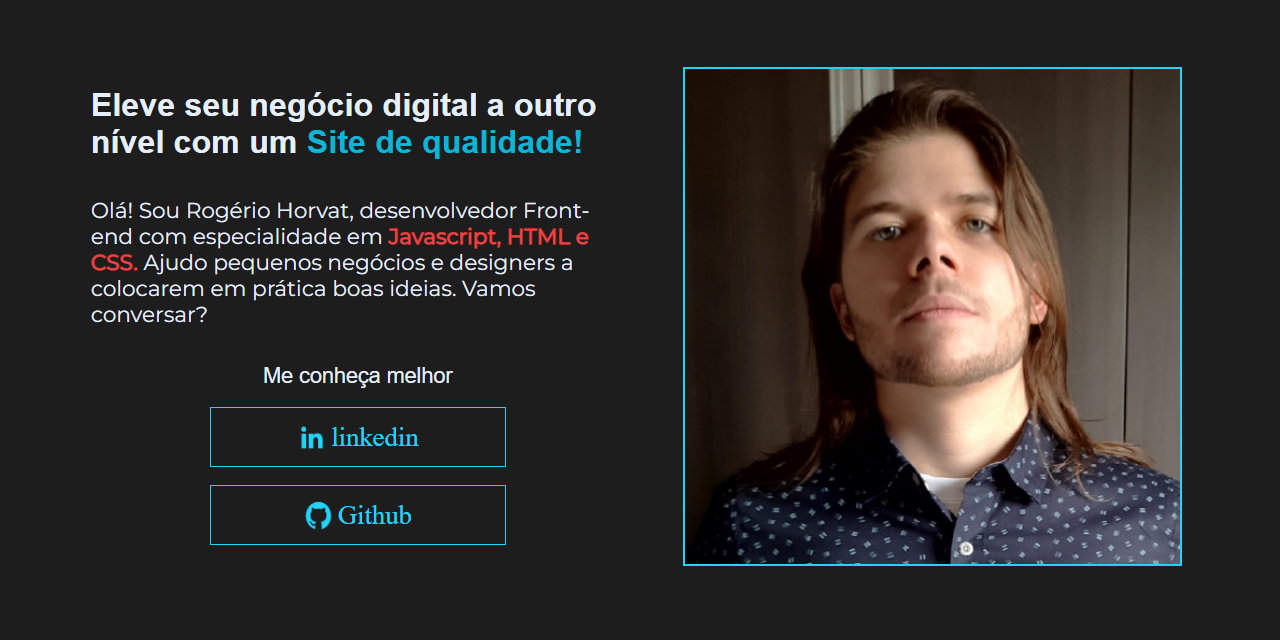 Eleve seu negócio digital a outro
nível com um Site de qualidade!
Olá! Sou Rogério Horvat, desenvolvedor Front-
end com especialidade em Javascript, HTML e
CSS. Ajudo pequenos negócios e designers a
colocarem em prática boas ideias. Vamos
conversar?
Me conheça melhor
in linkedin
Github